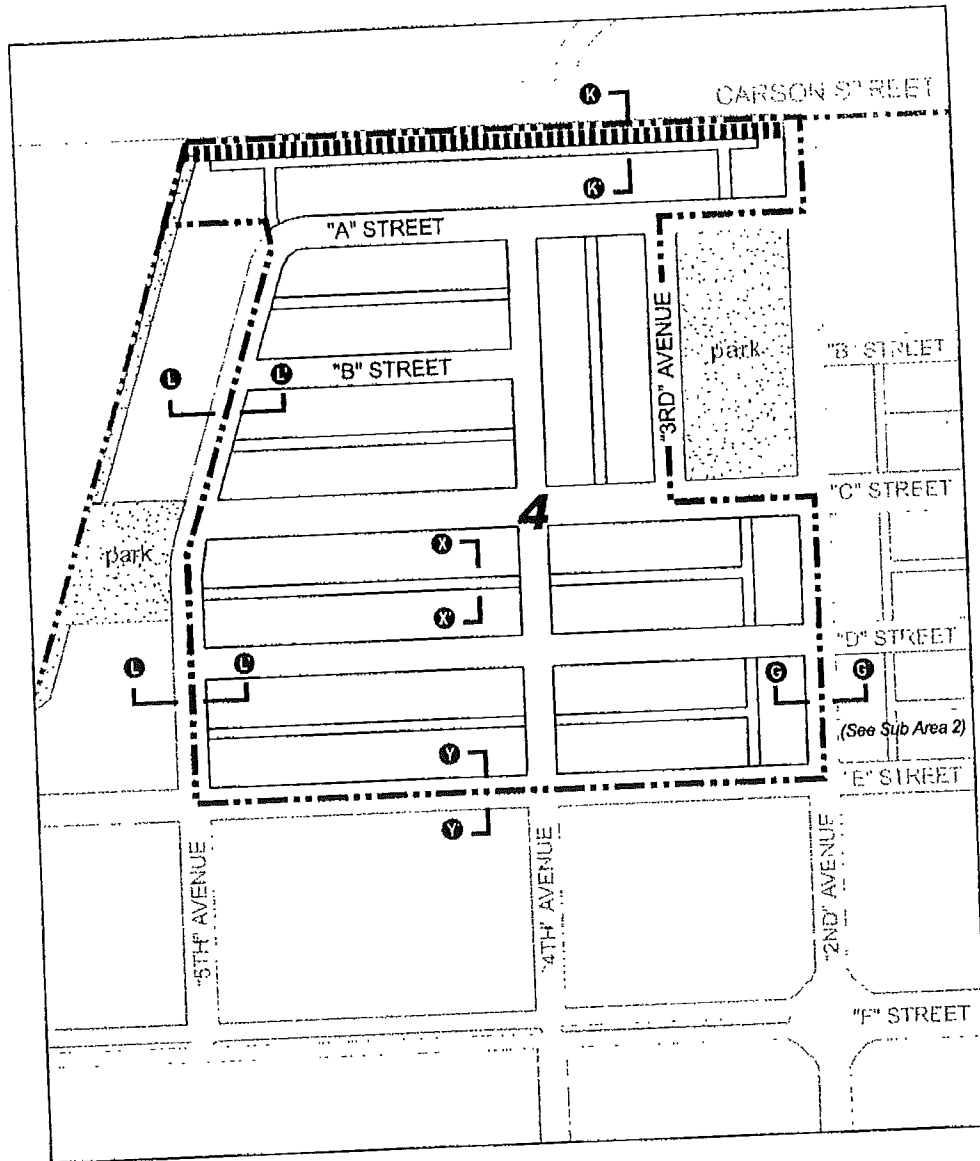 K
CARSON STREET
K'
"A" STREET
"3RD" AVENUE
park
"B" STREET
L
L'
"B" STREET
"C" STREET
4
park
X
X'
"D" STREET
L
L'
G
G'
(See Sub Area 2)
Y
"E" STREET
Y'
"5TH" AVENUE
"4TH" AVENUE
"2ND" AVENUE
"F" STREET